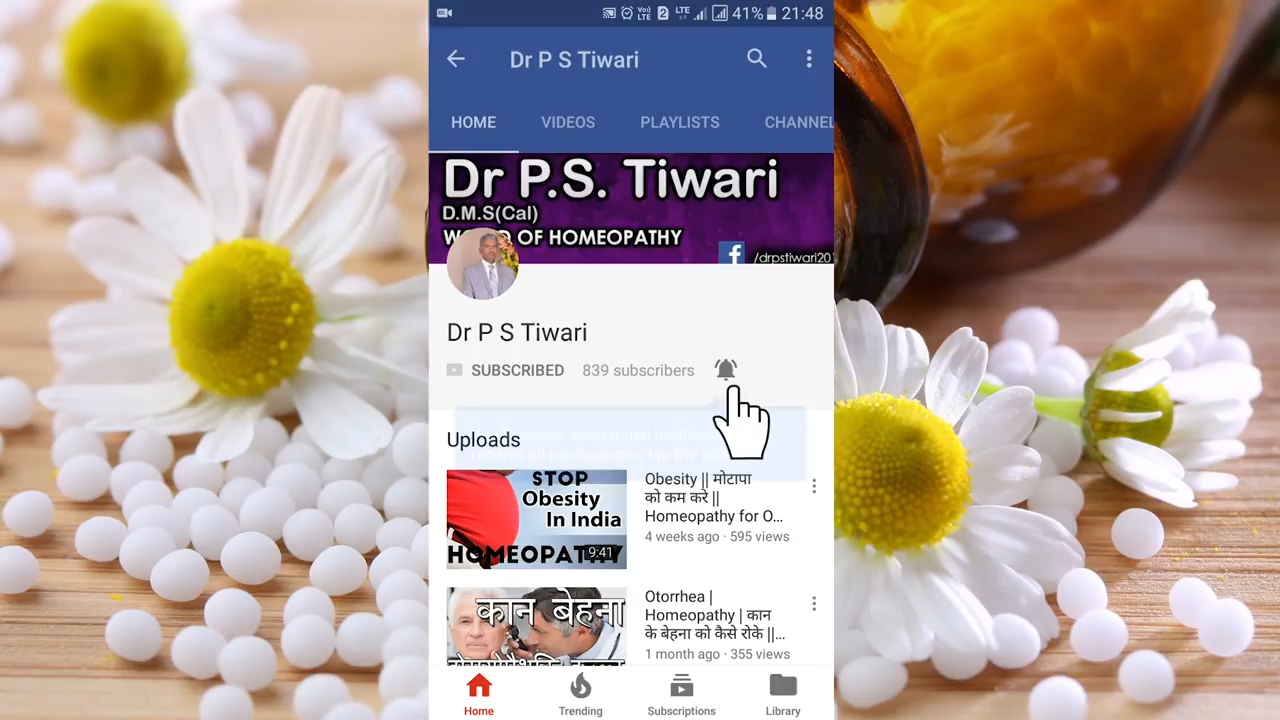 41% 21:48
Dr P S Tiwari
HOME VIDEOS PLAYLISTS CHANNEL
Dr P.S. Tiwari
D.M.S(Cal)
OF HOMEOPATHY
/drpstiwari20
Dr P S Tiwari
SUBSCRIBED 839 subscribers
Uploads
STOP
Obesity
In India
HOMEOPATHY
9:41
Obesity || मोटापा
को कम करे ||
Homeopathy for O...
4 weeks ago · 595 views
कान बेहना
Otorrhea |
Homeopathy | कान
के बेहना को कैसे रोके ||...
1 month ago · 355 views
Home Trending Subscriptions Library